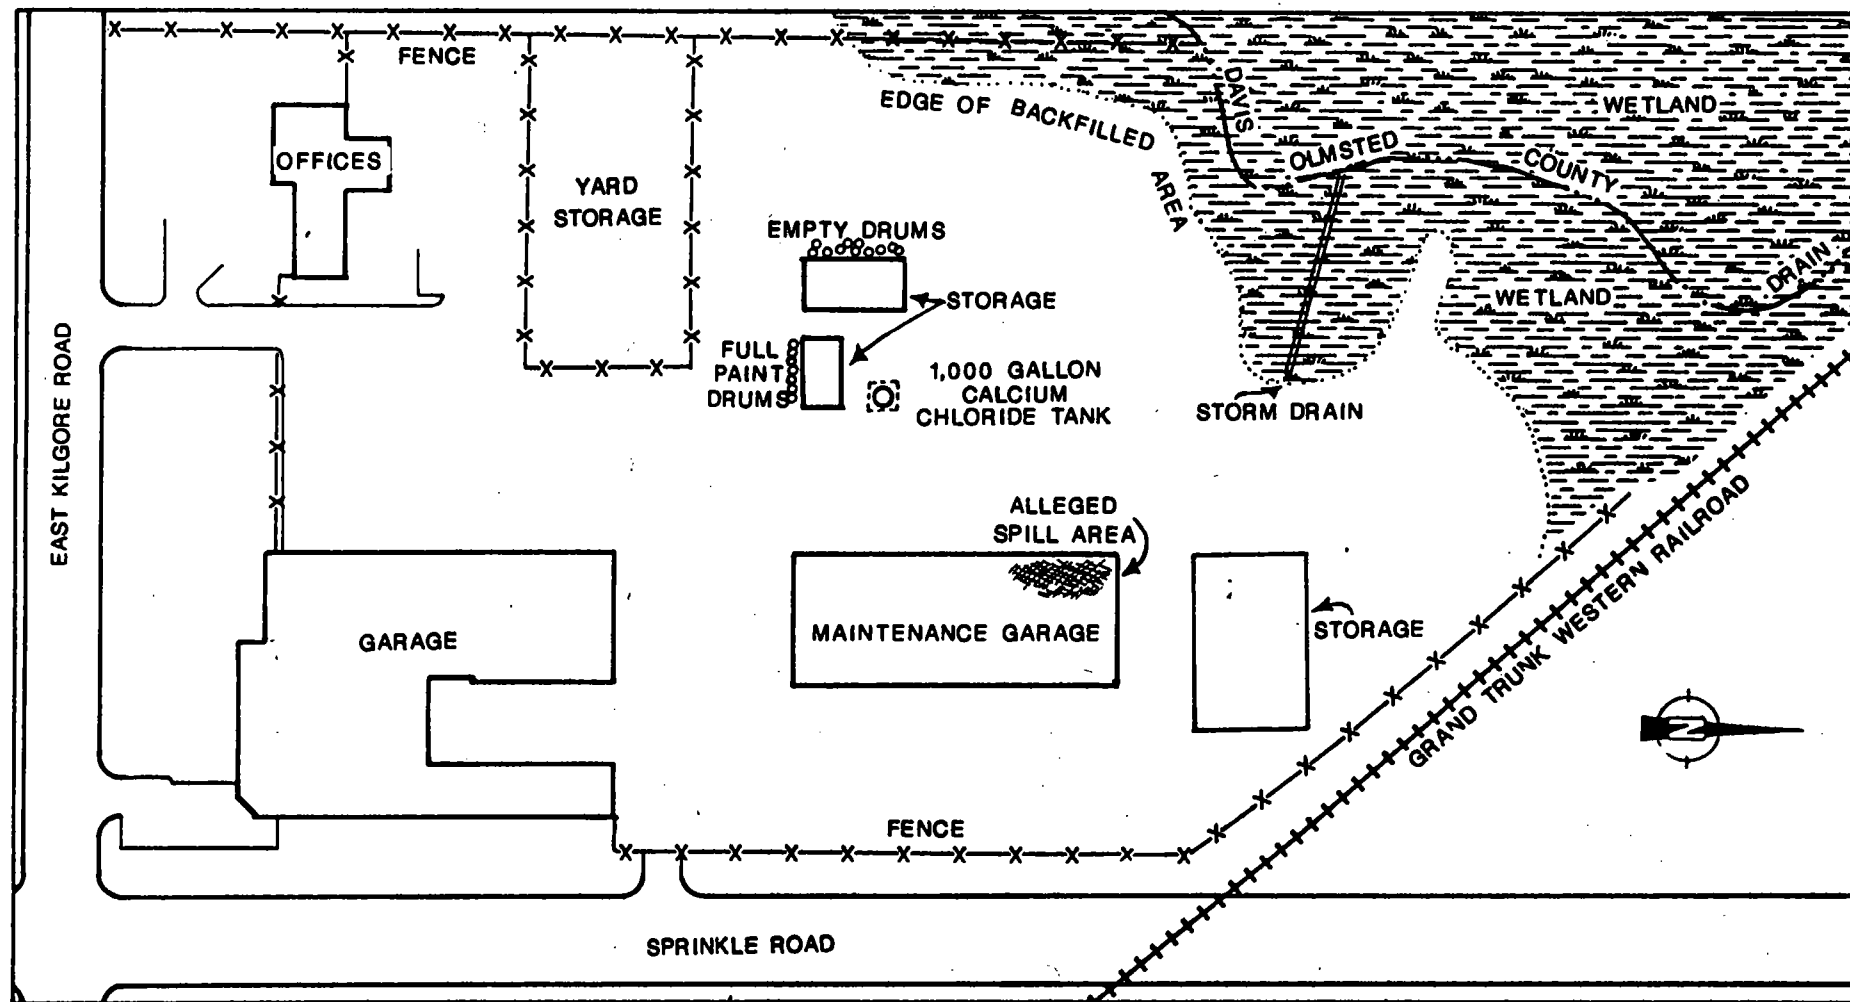 FENCE
OFFICES
YARD
STORAGE
EMPTY DRUMS
STORAGE
FULL
PAINT
DRUMS
1,000 GALLON
CALCIUM
CHLORIDE TANK
EDGE OF BACKFILLED
AREA
DAVIS
OLMSTED
COUNTY
DRAIN
WETLAND
WETLAND
STORM DRAIN
EAST KILGORE ROAD
ALLEGED
SPILL AREA
GARAGE
MAINTENANCE GARAGE
STORAGE
GRAND TRUNK WESTERN RAILROAD
N
FENCE
SPRINKLE ROAD